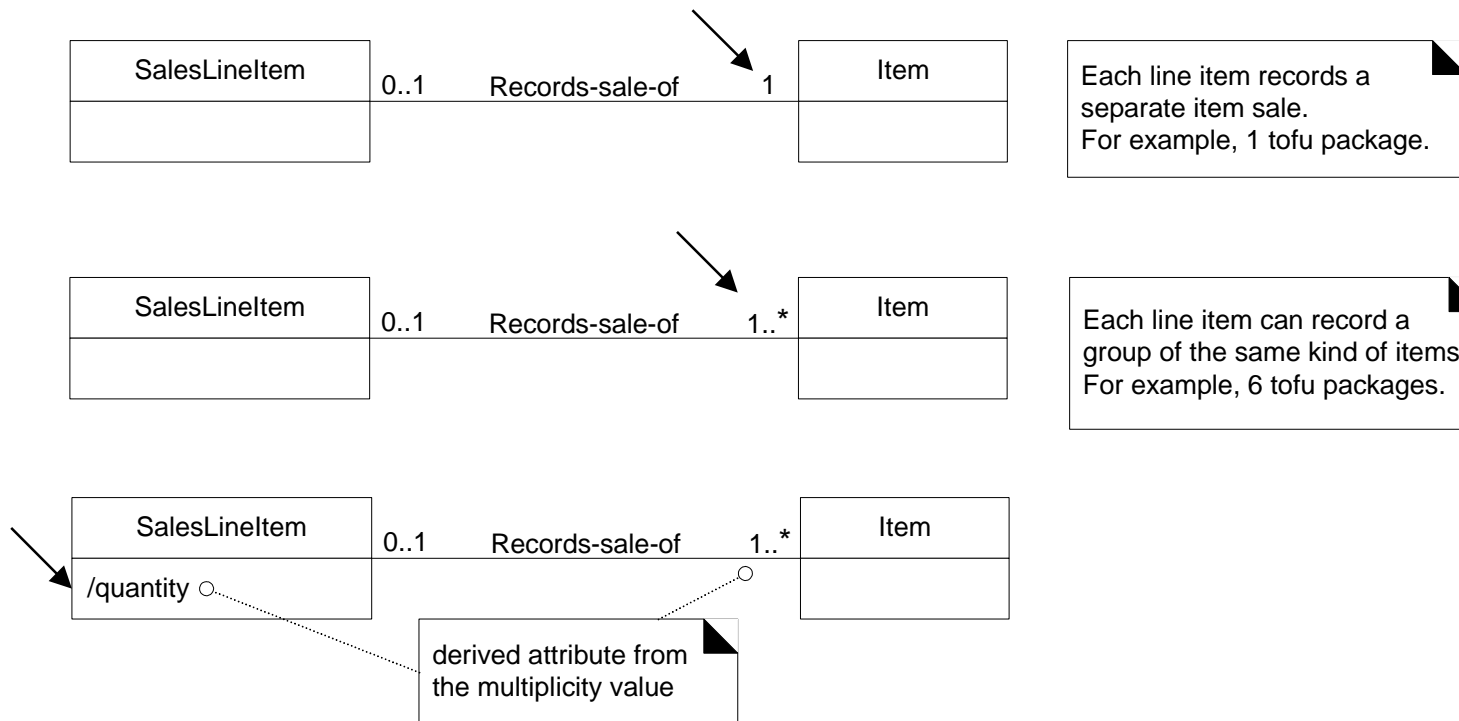 SalesLineItem
0..1 Records-sale-of 1
Item
Each line item records a
separate item sale.
For example, 1 tofu package.
SalesLineItem
0..1 Records-sale-of 1..*
Item
Each line item can record a
group of the same kind of items
For example, 6 tofu packages.
SalesLineItem
0..1 Records-sale-of 1..*
Item
/quantity
derived attribute from
the multiplicity value